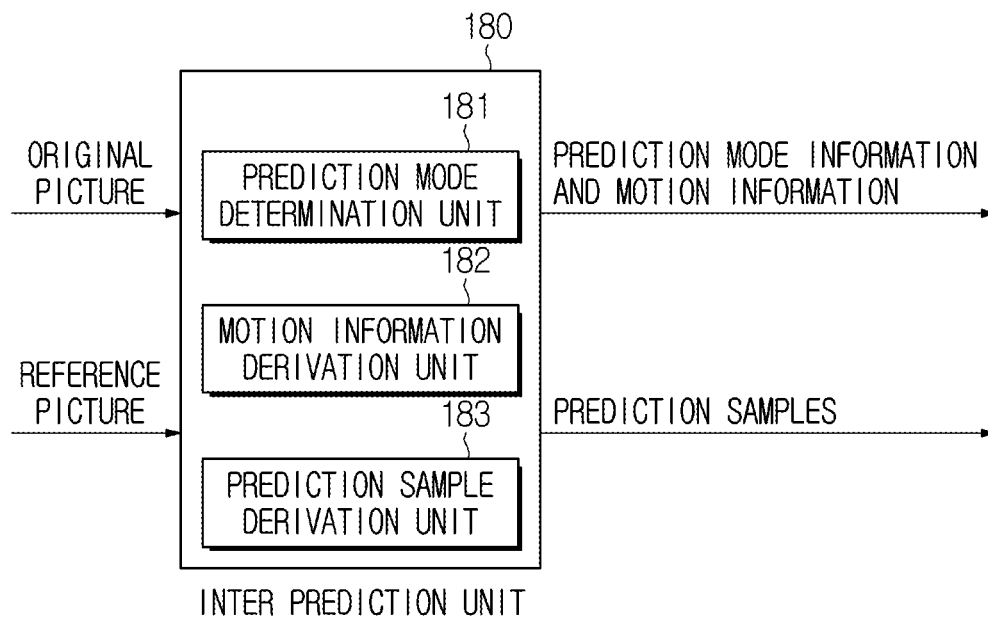 180
181
ORIGINAL
PICTURE
PREDICTION MODE
DETERMINATION UNIT
PREDICTION MODE INFORMATION
AND MOTION INFORMATION
182
MOTION INFORMATION
DERIVATION UNIT
REFERENCE
PICTURE
183
PREDICTION SAMPLES
PREDICTION SAMPLE
DERIVATION UNIT
INTER PREDICTION UNIT